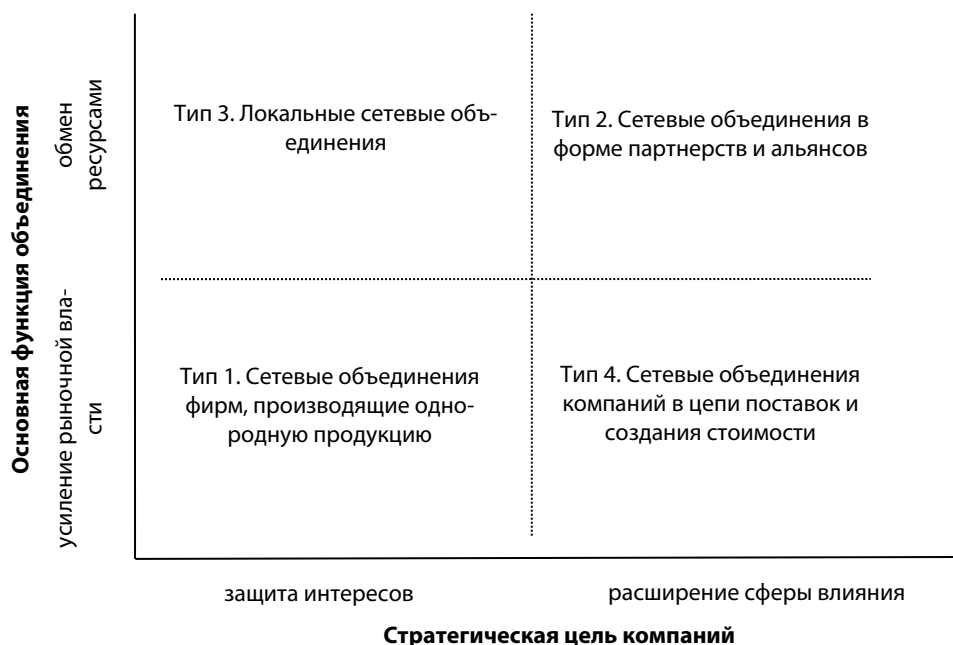 Основная функция объединения
обмен
ресурсами
усиление рыночной вла-
сти
Тип 3. Локальные сетевые объ-
единения
Тип 2. Сетевые объединения в
форме партнерств и альянсов
Тип 1. Сетевые объединения
фирм, производящие одно-
родную продукцию
Тип 4. Сетевые объединения
компаний в цепи поставок и
создания стоимости
защита интересов
расширение сферы влияния
Стратегическая цель компаний